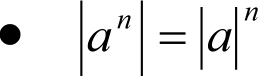 • |aⁿ| = |a|ⁿ